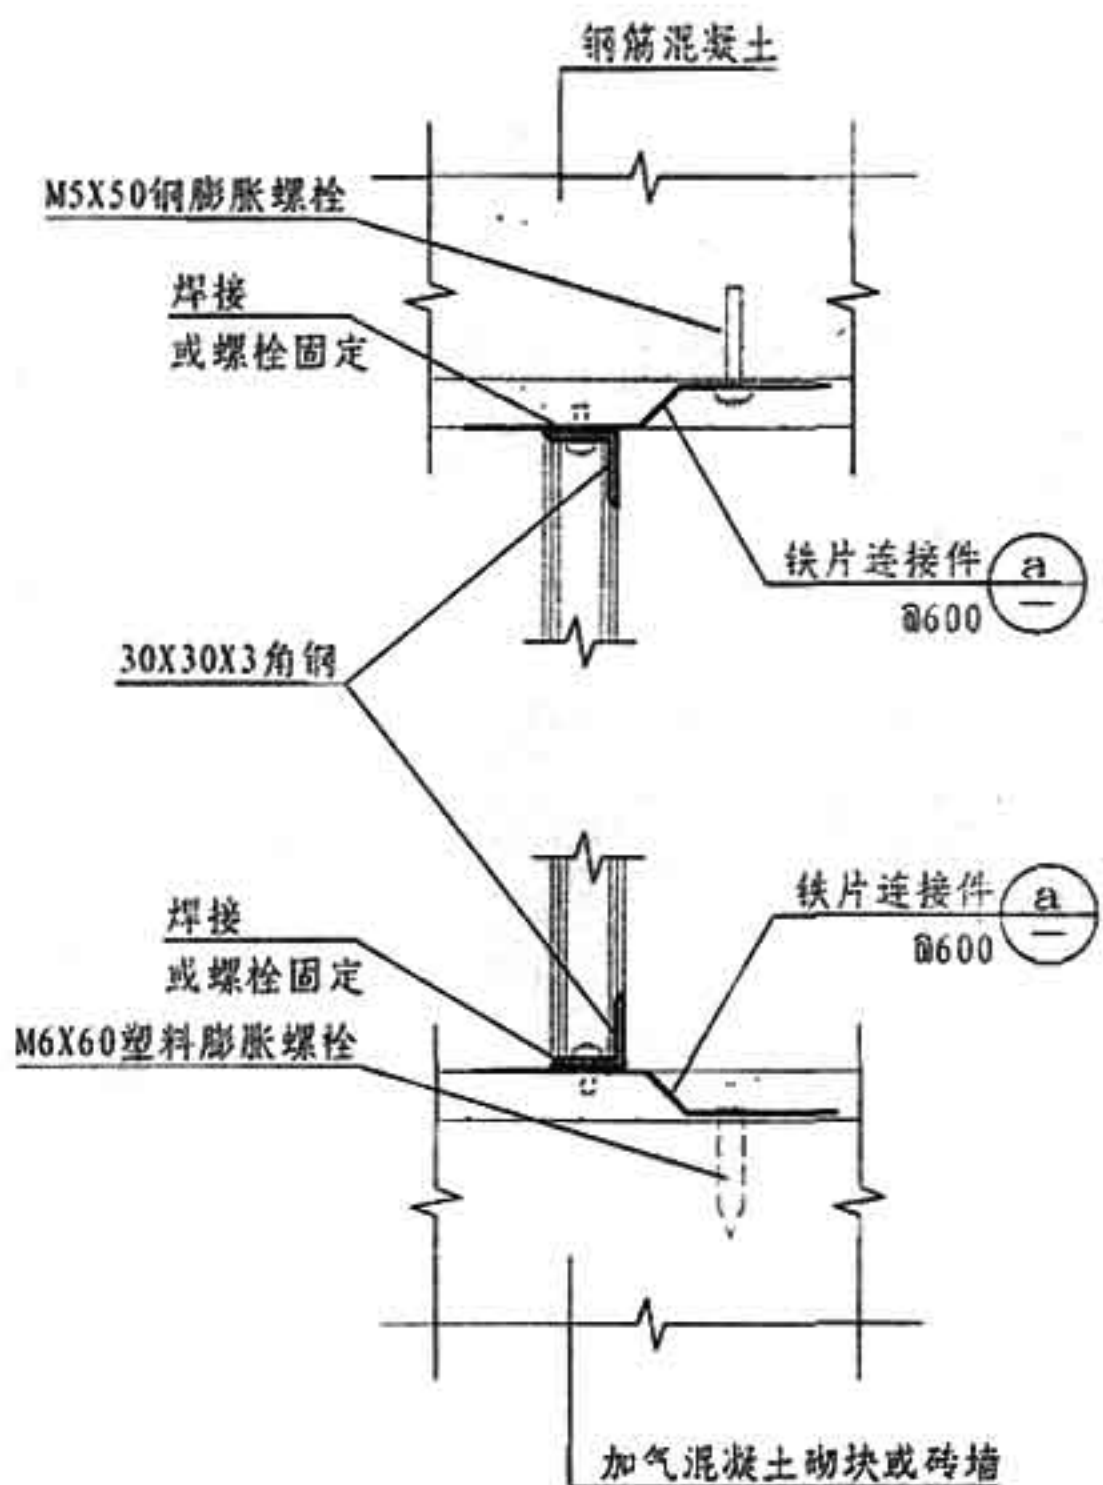 钢筋混凝土
M5X50钢膨胀螺栓
焊接
或螺栓固定
铁片连接件
a
@600
30X30X3角钢
铁片连接件
a
@600
焊接
或螺栓固定
M6X60塑料膨胀螺栓
加气混凝土砌块或砖墙